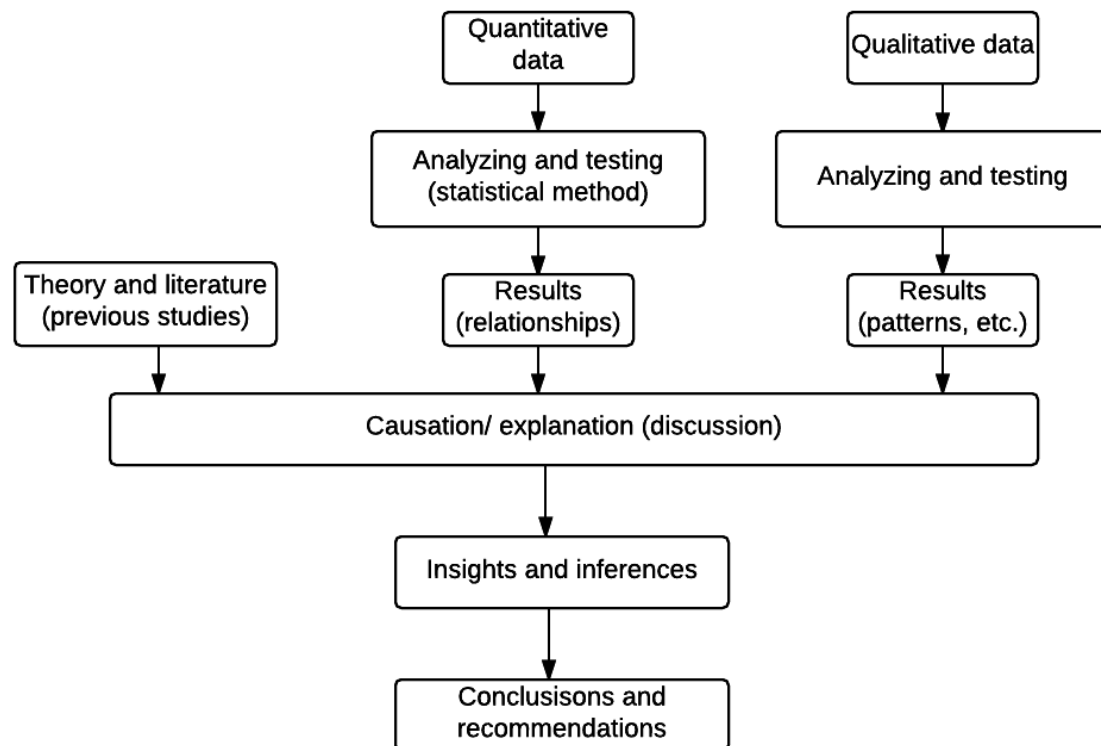 Quantitative
data
Qualitative data
Analyzing and testing
(statistical method)
Analyzing and testing
Theory and literature
(previous studies)
Results
(relationships)
Results
(patterns, etc.)
Causation/ explanation (discussion)
Insights and inferences
Conclusisons and
recommendations